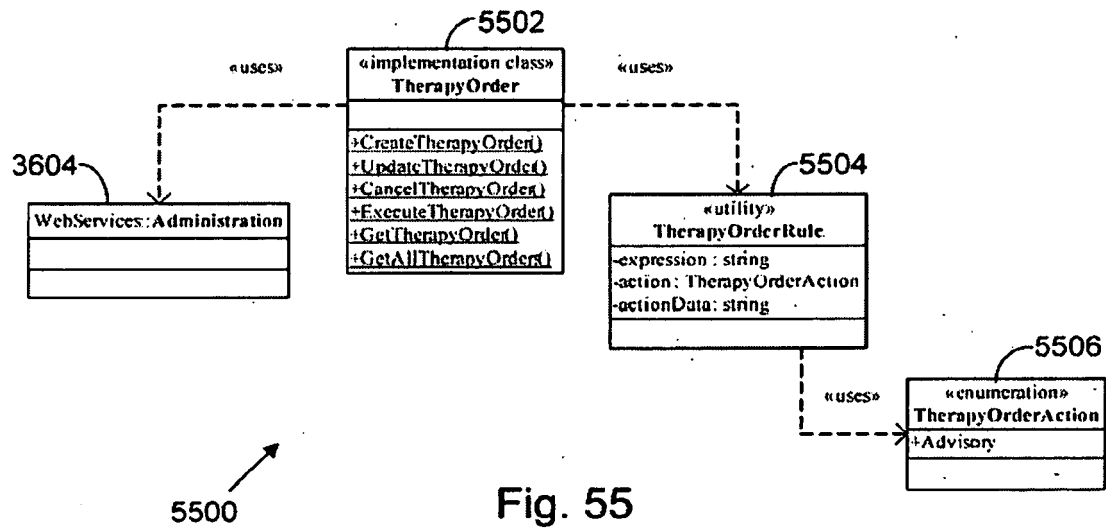 5502
«implementation class»
TherapyOrder
+CreateTherapyOrder()
+UpdateTherapyOrder()
+CancelTherapyOrder()
+ExecuteTherapyOrder()
+GetTherapyOrder()
+GetAllTherapyOrders()
«uses»
«uses»
3604
WebServices::Administration
5504
«utility»
TherapyOrderRule
-expression : string
-action : TherapyOrderAction
-actionData: string
«uses»
5506
«enumeration»
TherapyOrderAction
+Advisory
5500
Fig. 55